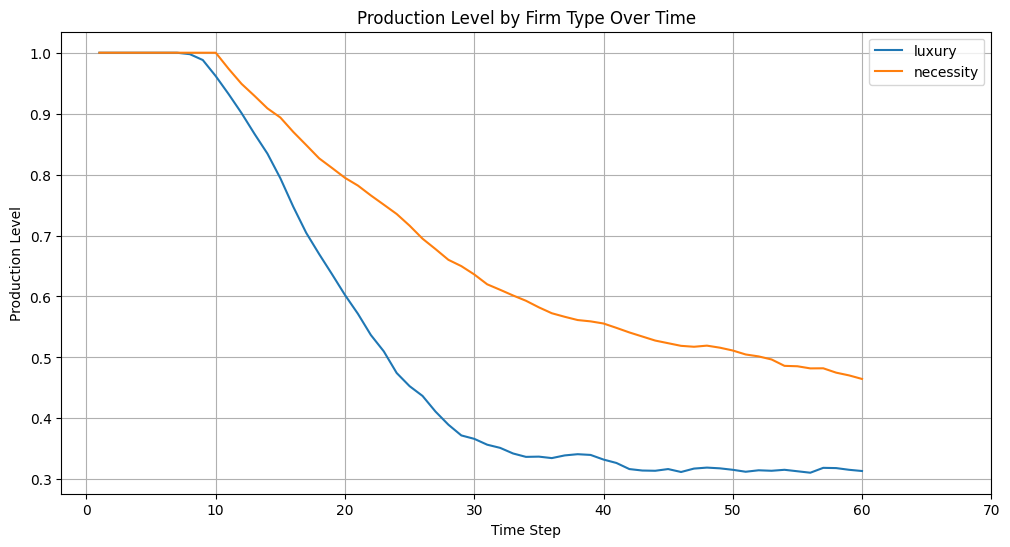 Production Level by Firm Type Over Time
luxury
necessity
Production Level
1.0
0.9
0.8
0.7
0.6
0.5
0.4
0.3
0 10 20 30 40 50 60 70
Time Step